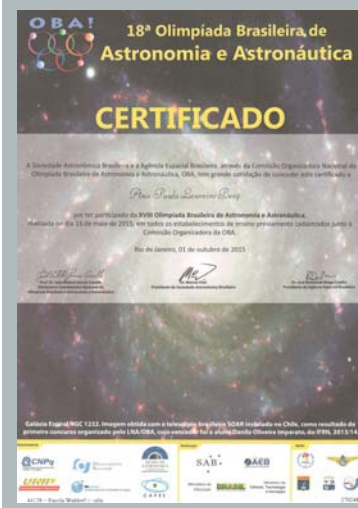 OBA!
18ª Olimpíada Brasileira de
Astronomia e Astronáutica
CERTIFICADO
A Sociedade Astronômica Brasileira e a Agência Espacial Brasileira, através da Comissão Organizadora Nacional da
Olimpíada Brasileira de Astronomia e Astronáutica, OBA, tem grande satisfação de conceder este certificado a
Ana Paula Loureiro
por ter participado da XVIII Olimpíada Brasileira de Astronomia e Astronáutica,
realizada no dia 15 de maio de 2015, em todos os estabelecimentos de ensino previamente cadastrados junto à
Comissão Organizadora da OBA.
Rio de Janeiro, 01 de outubro de 2015
Galáxia Espiral NGC 1232. Imagem obtida com o telescópio brasileiro SOAR instalado no Chile, como resultado do
primeiro concurso organizado pelo LNA/OBA, cujo vencedor foi o aluno Danilo Oliveira Imparato, do IFRN, 2013/14
CNPq
SAB
AEB
UERJ
CAPES
BRASIL